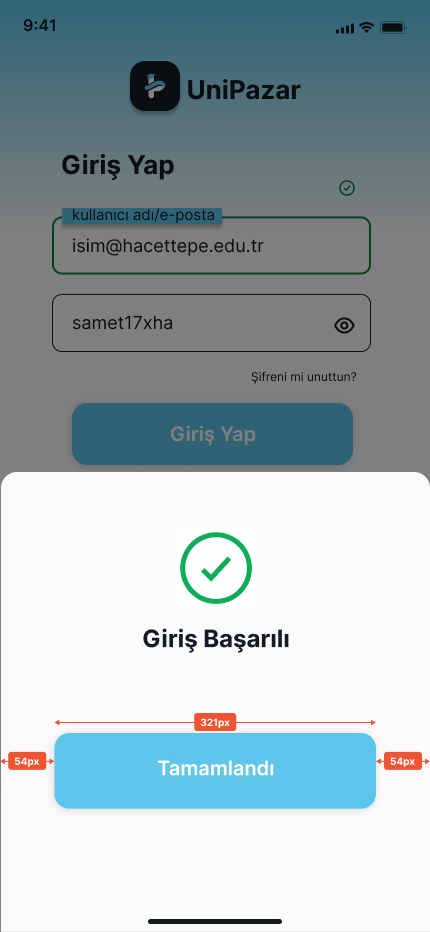 9:41
UniPazar
Giriş Yap
kullanıcı adı/e-posta
isim@hacettepe.edu.tr
samet17xha
Şifreni mi unuttun?
Giriş Yap
Giriş Başarılı
321px
54px
Tamamlandı
54px